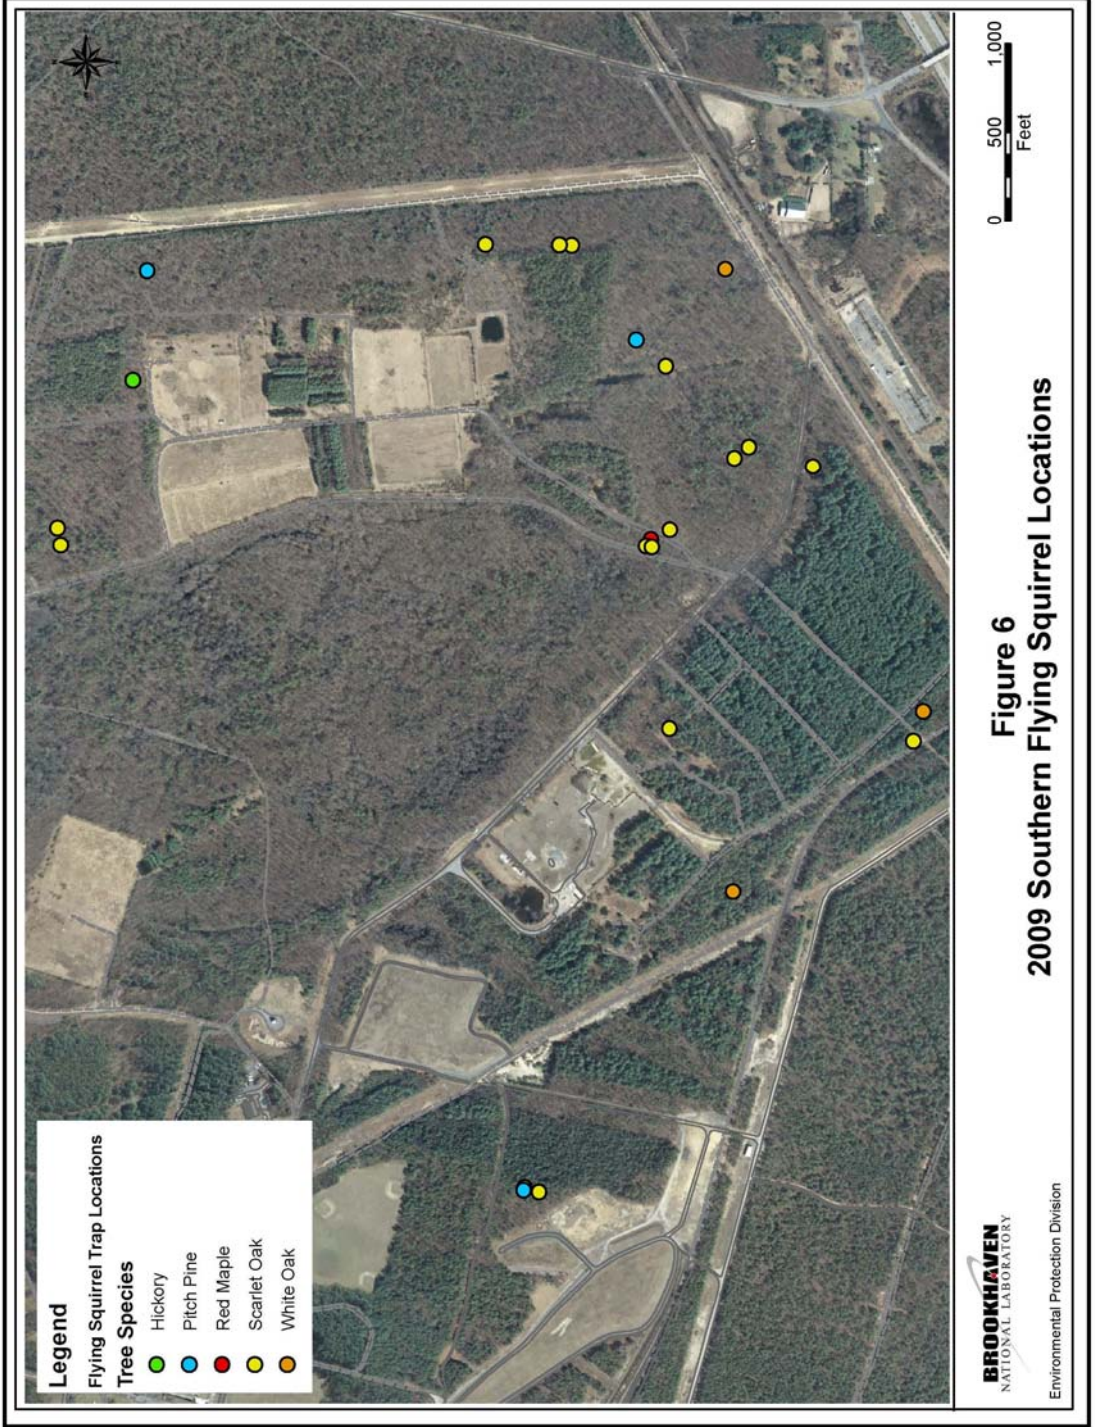 Legend
Flying Squirrel Trap Locations
Tree Species
Hickory
Pitch Pine
Red Maple
Scarlet Oak
White Oak
BROOKHAVEN
NATIONAL LABORATORY
Environmental Protection Division
Figure 6
2009 Southern Flying Squirrel Locations
0 500 1,000
Feet